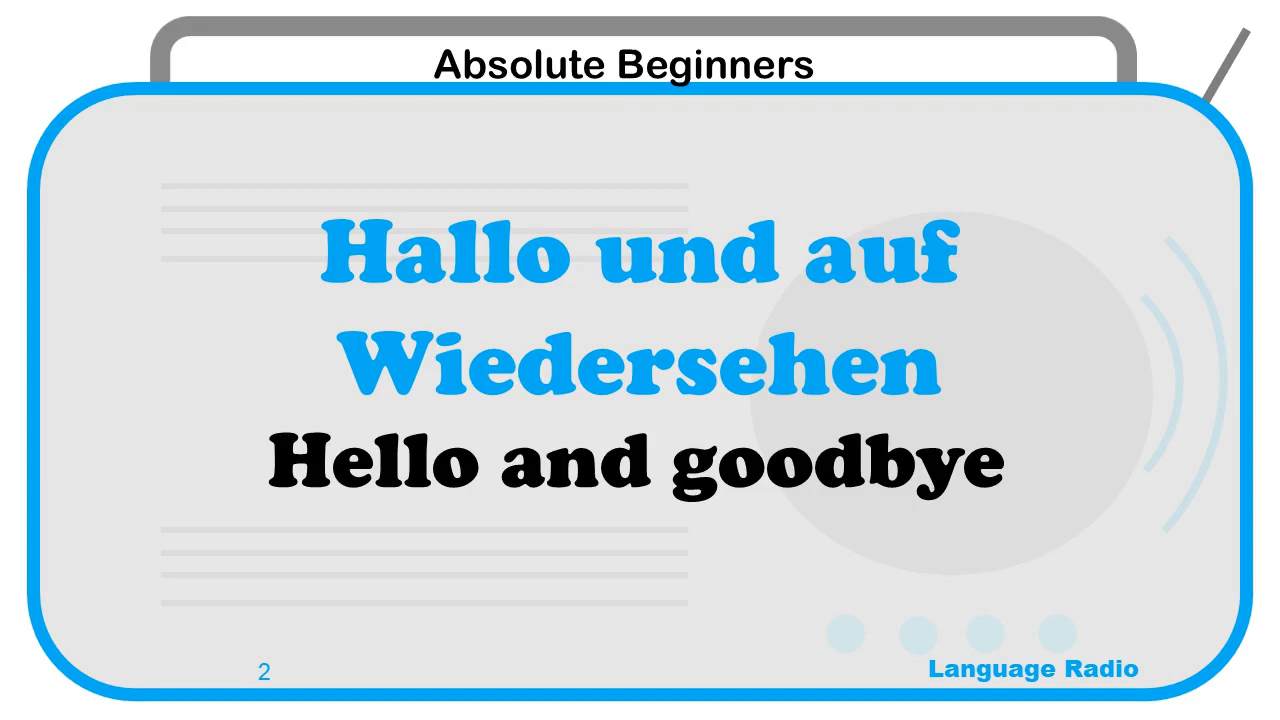 Absolute Beginners
Hallo und auf
Wiedersehen
Hello and goodbye
2
Language Radio